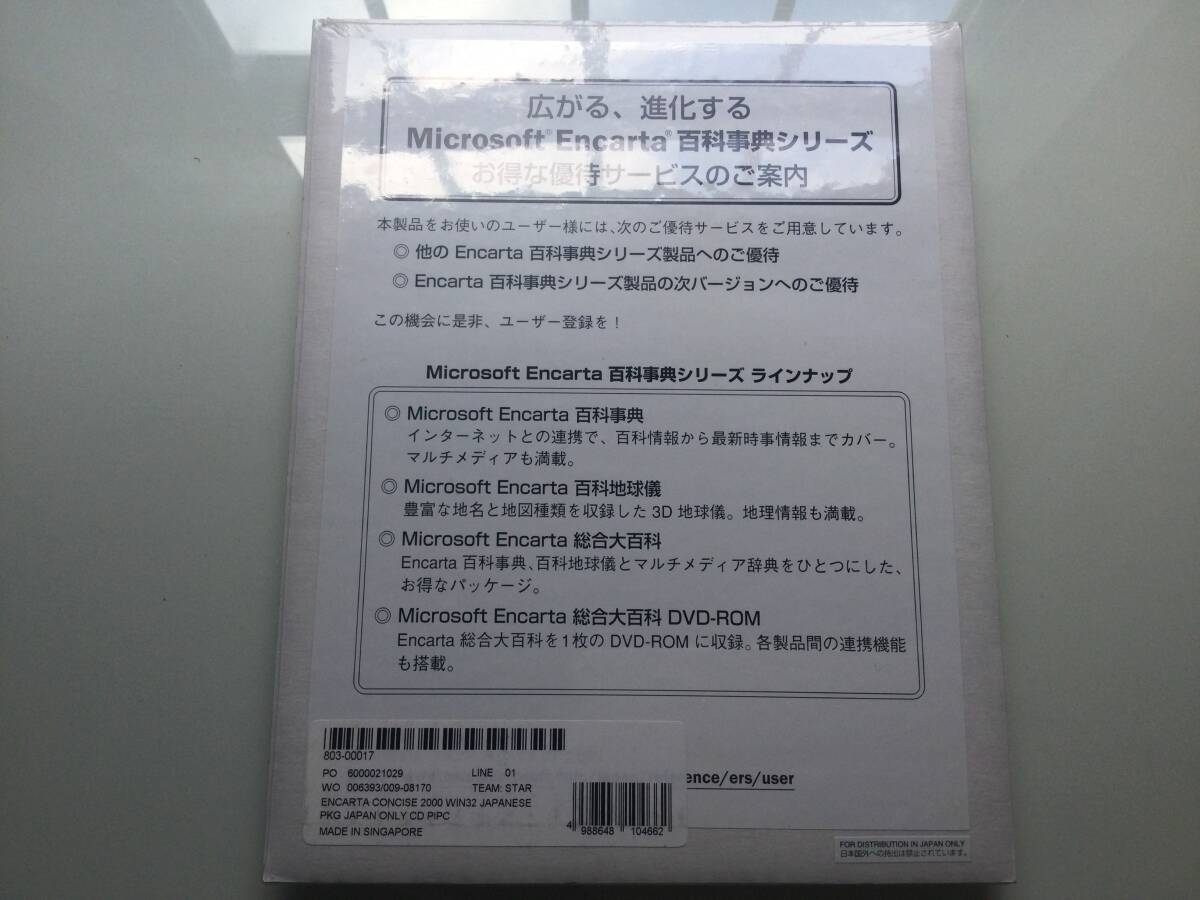 広がる、進化する
Microsoft® Encarta® 百科事典シリーズ
お得な優待サービスのご案内
本製品をお使いのユーザー様には、次のご優待サービスをご用意しています。
◎ 他の Encarta 百科事典シリーズ製品へのご優待
◎ Encarta 百科事典シリーズ製品の次バージョンへのご優待
この機会に是非、ユーザー登録を！
Microsoft Encarta 百科事典シリーズ ラインナップ
◎ Microsoft Encarta 百科事典
インターネットとの連携で、百科情報から最新時事情報までカバー。
マルチメディアも満載。
◎ Microsoft Encarta 百科地球儀
豊富な地名と地図種類を収録した 3D 地球儀。地理情報も満載。
◎ Microsoft Encarta 総合大百科
Encarta 百科事典、百科地球儀とマルチメディア辞典をひとつにした、
お得なパッケージ。
◎ Microsoft Encarta 総合大百科 DVD-ROM
Encarta 総合大百科を1枚の DVD-ROM に収録。各製品間の連携機能
も搭載。
803-00017
PO 6000021029 LINE 01
WO 006393/009-08170 TEAM: STAR
ENCARTA CONCISE 2000 WIN32 JAPANESE
PKG JAPAN ONLY CD PIPC
MADE IN SINGAPORE
4 988648 104662
ence/ers/user
FOR DISTRIBUTION IN JAPAN ONLY
日本国外への持出は禁止されています。